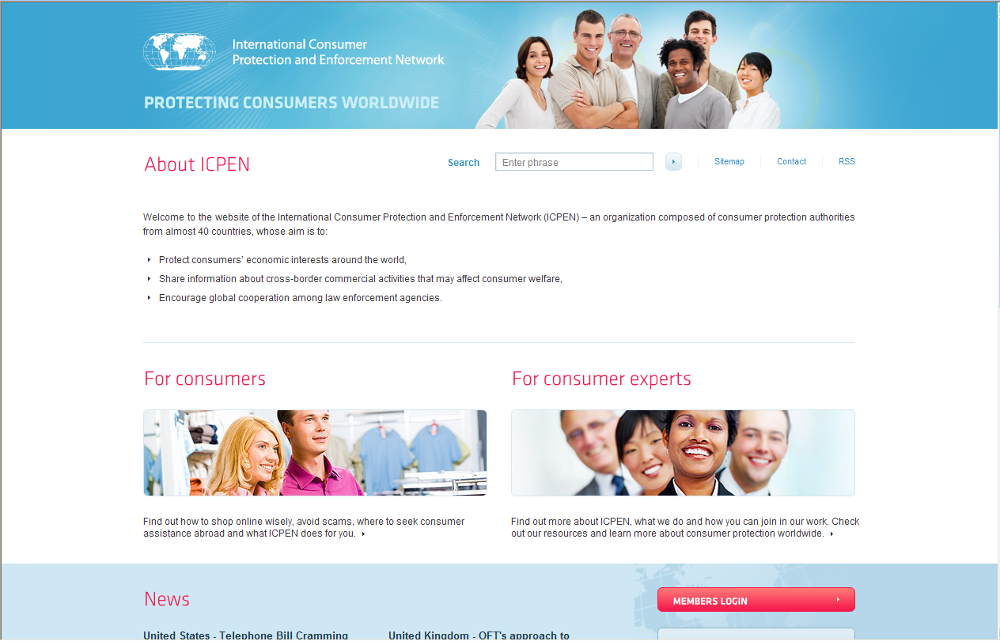 International Consumer
Protection and Enforcement Network
PROTECTING CONSUMERS WORLDWIDE
About ICPEN
Search
Enter phrase
Sitemap
Contact
RSS
Welcome to the website of the International Consumer Protection and Enforcement Network (ICPEN) – an organization composed of consumer protection authorities
from almost 40 countries, whose aim is to:
Protect consumers’ economic interests around the world,
Share information about cross-border commercial activities that may affect consumer welfare,
Encourage global cooperation among law enforcement agencies.
For consumers
Find out how to shop online wisely, avoid scams, where to seek consumer
assistance abroad and what ICPEN does for you.
For consumer experts
Find out more about ICPEN, what we do and how you can join in our work. Check
out our resources and learn more about consumer protection worldwide.
News
MEMBERS LOGIN
United States - Telephone Bill Cramming
United Kingdom - OFT's approach to